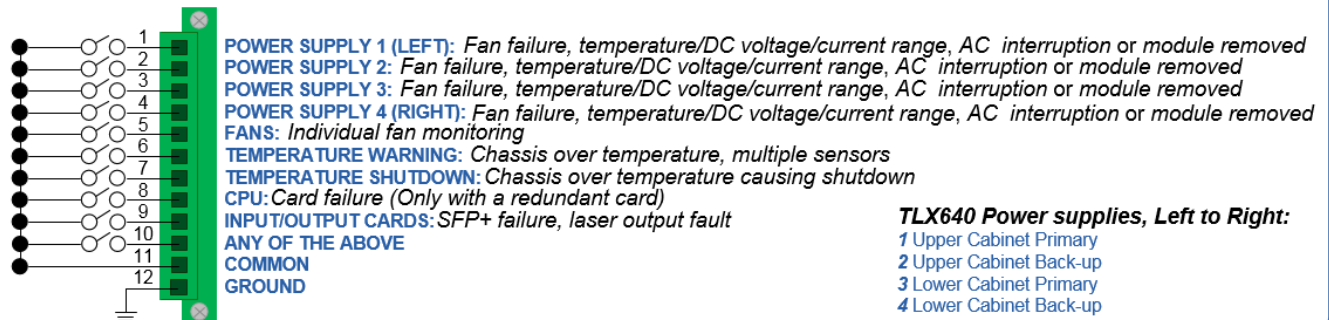 1 POWER SUPPLY 1 (LEFT): Fan failure, temperature/DC voltage/current range, AC interruption or module removed
2 POWER SUPPLY 2: Fan failure, temperature/DC voltage/current range, AC interruption or module removed
3 POWER SUPPLY 3: Fan failure, temperature/DC voltage/current range, AC interruption or module removed
4 POWER SUPPLY 4 (RIGHT): Fan failure, temperature/DC voltage/current range, AC interruption or module removed
5 FANS: Individual fan monitoring
6 TEMPERATURE WARNING: Chassis over temperature, multiple sensors
7 TEMPERATURE SHUTDOWN: Chassis over temperature causing shutdown
8 CPU: Card failure (Only with a redundant card)
9 INPUT/OUTPUT CARDS: SFP+ failure, laser output fault
10 ANY OF THE ABOVE
11 COMMON
12 GROUND
TLX640 Power supplies, Left to Right:
1 Upper Cabinet Primary
2 Upper Cabinet Back-up
3 Lower Cabinet Primary
4 Lower Cabinet Back-up